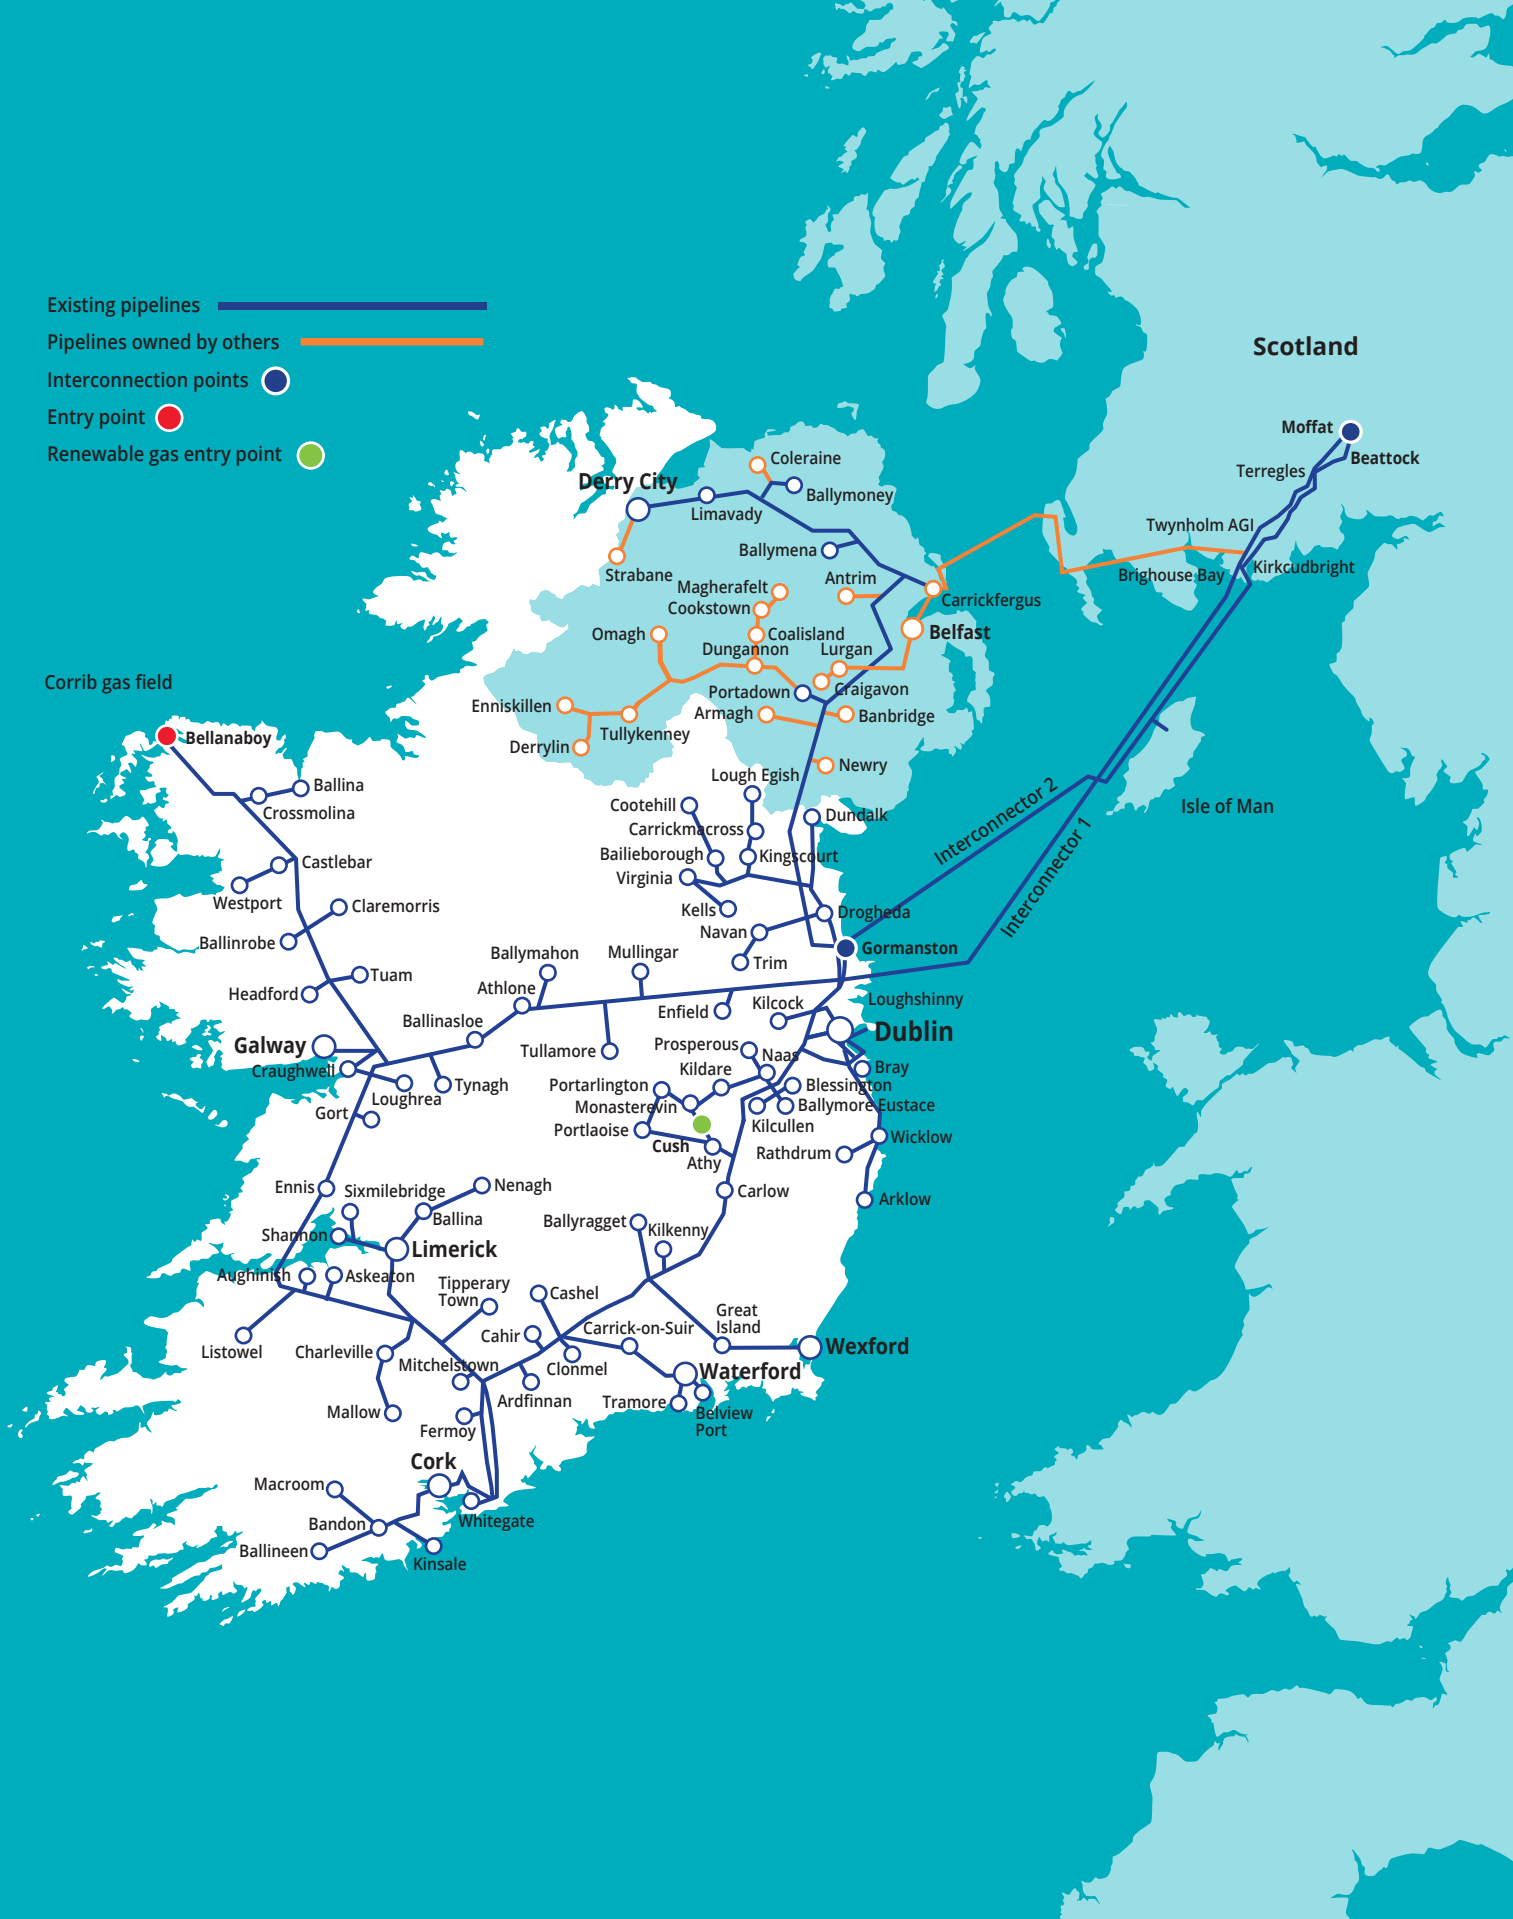 Existing pipelines
Pipelines owned by others
Interconnection points
Entry point
Renewable gas entry point
Scotland
Moffat
Beattock
Terregles
Twynholm AGI
Brighouse Bay
Kirkcudbright
Coleraine
Derry City
Ballymoney
Limavady
Ballymena
Strabane
Antrim
Magherafelt
Cookstown
Carrickfergus
Omagh
Coalisland
Belfast
Dungannon
Lurgan
Corrib gas field
Craigavon
Portadown
Enniskillen
Armagh
Banbridge
Tullykenney
Derrylin
Bellanaboy
Newry
Lough Egish
Ballina
Crossmolina
Cootehill
Isle of Man
Interconnector 2
Interconnector 1
Dundalk
Carrickmacross
Bailieborough
Kingscourt
Castlebar
Virginia
Westport
Claremorris
Kells
Drogheda
Ballinrobe
Navan
Gormanston
Ballymahon
Mullingar
Trim
Tuam
Headford
Athlone
Loughshinny
Kilcock
Enfield
Ballinasloe
Dublin
Galway
Tullamore
Prosperous
Naas
Craughwell
Kildare
Bray
Tynagh
Portarlington
Blessington
Loughrea
Monasterevin
Ballymore Eustace
Gort
Kilcullen
Portlaoise
Cush
Wicklow
Rathdrum
Athy
Ennis
Sixmilebridge
Nenagh
Carlow
Arklow
Ballina
Ballyragget
Kilkenny
Shannon
Limerick
Aughinish
Askeaton
Tipperary
Town
Cashel
Great
Island
Carrick-on-Suir
Cahir
Wexford
Listowel
Charleville
Mitchelstown
Clonmel
Waterford
Ardfinnan
Tramore
Belview
Port
Mallow
Fermoy
Cork
Macroom
Whitegate
Bandon
Ballineen
Kinsale